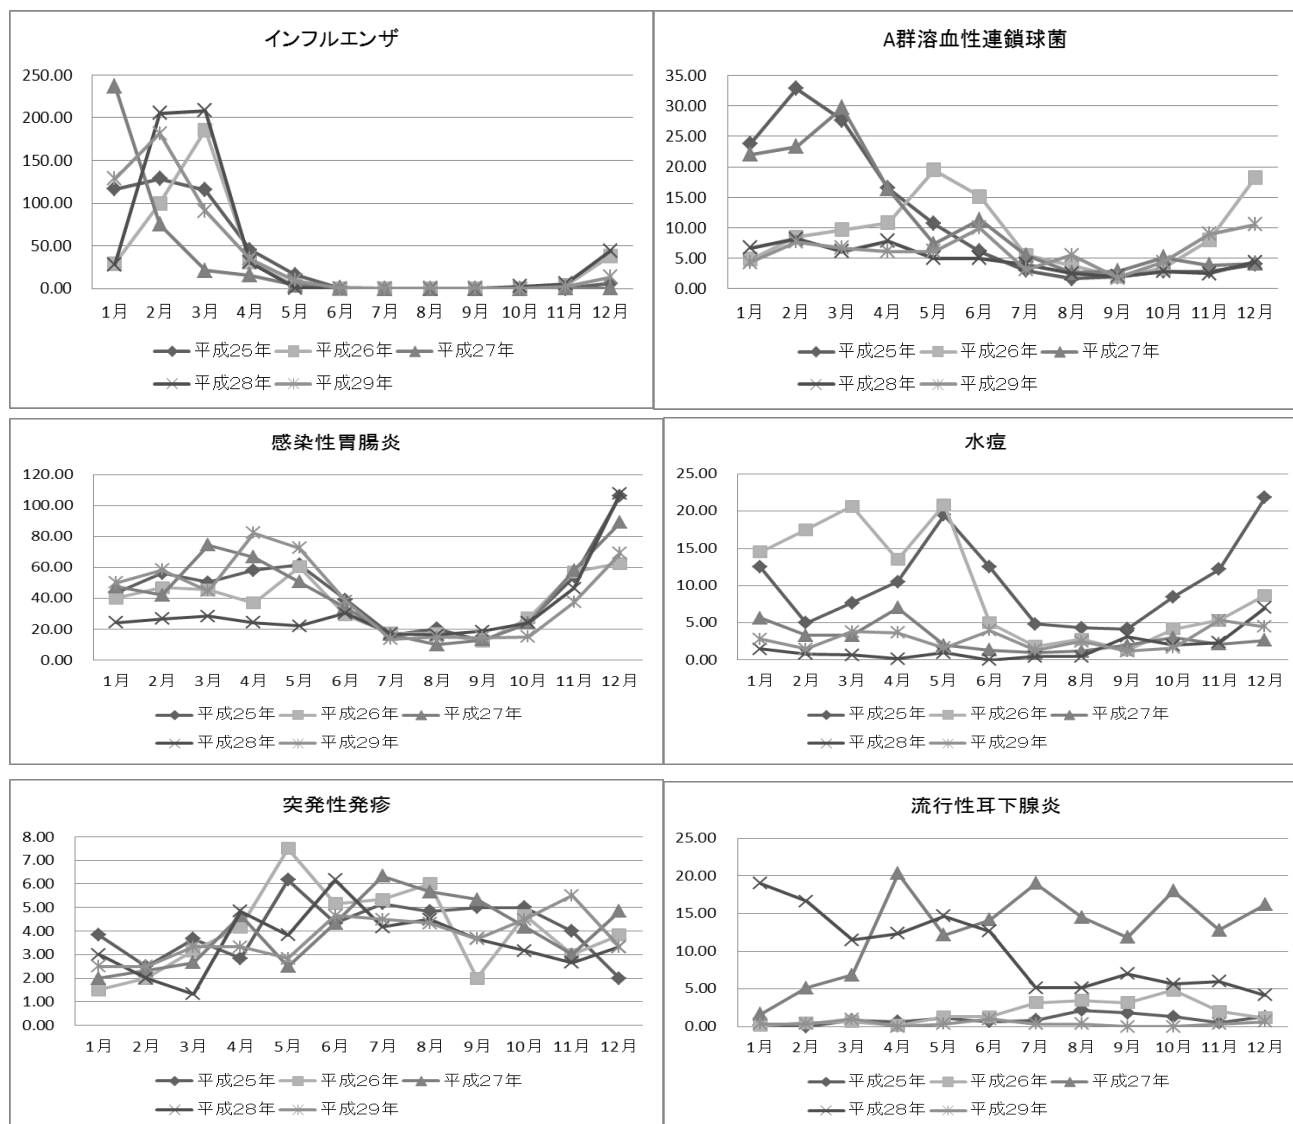 インフルエンザ
250.00
200.00
150.00
100.00
50.00
0.00
1月 2月 3月 4月 5月 6月 7月 8月 9月 10月 11月 12月
平成25年 平成26年 平成27年
平成28年 平成29年
A群溶血性連鎖球菌
35.00
30.00
25.00
20.00
15.00
10.00
5.00
0.00
1月 2月 3月 4月 5月 6月 7月 8月 9月 10月 11月 12月
平成25年 平成26年 平成27年
平成28年 平成29年
感染性胃腸炎
120.00
100.00
80.00
60.00
40.00
20.00
0.00
1月 2月 3月 4月 5月 6月 7月 8月 9月 10月 11月 12月
平成25年 平成26年 平成27年
平成28年 平成29年
水痘
25.00
20.00
15.00
10.00
5.00
0.00
1月 2月 3月 4月 5月 6月 7月 8月 9月 10月 11月 12月
平成25年 平成26年 平成27年
平成28年 平成29年
突発性発疹
8.00
7.00
6.00
5.00
4.00
3.00
2.00
1.00
0.00
1月 2月 3月 4月 5月 6月 7月 8月 9月 10月 11月 12月
平成25年 平成26年 平成27年
平成28年 平成29年
流行性耳下腺炎
25.00
20.00
15.00
10.00
5.00
0.00
1月 2月 3月 4月 5月 6月 7月 8月 9月 10月 11月 12月
平成25年 平成26年 平成27年
平成28年 平成29年